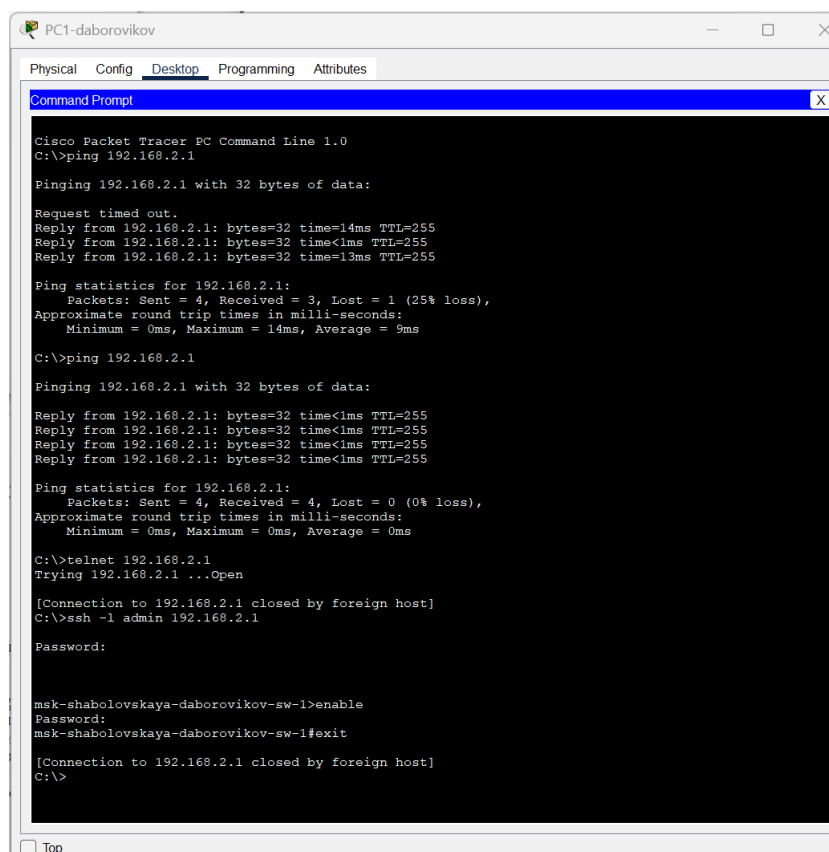 PC1-daborovikov
Physical Config Desktop Programming Attributes
Command Prompt
X
Cisco Packet Tracer PC Command Line 1.0
C:\>ping 192.168.2.1
Pinging 192.168.2.1 with 32 bytes of data:
Request timed out.
Reply from 192.168.2.1: bytes=32 time=14ms TTL=255
Reply from 192.168.2.1: bytes=32 time<1ms TTL=255
Reply from 192.168.2.1: bytes=32 time=13ms TTL=255
Ping statistics for 192.168.2.1:
Packets: Sent = 4, Received = 3, Lost = 1 (25% loss),
Approximate round trip times in milli-seconds:
Minimum = 0ms, Maximum = 14ms, Average = 9ms
C:\>ping 192.168.2.1
Pinging 192.168.2.1 with 32 bytes of data:
Reply from 192.168.2.1: bytes=32 time<1ms TTL=255
Reply from 192.168.2.1: bytes=32 time<1ms TTL=255
Reply from 192.168.2.1: bytes=32 time<1ms TTL=255
Reply from 192.168.2.1: bytes=32 time<1ms TTL=255
Ping statistics for 192.168.2.1:
Packets: Sent = 4, Received = 4, Lost = 0 (0% loss),
Approximate round trip times in milli-seconds:
Minimum = 0ms, Maximum = 0ms, Average = 0ms
C:\>telnet 192.168.2.1
Trying 192.168.2.1 ...Open
[Connection to 192.168.2.1 closed by foreign host]
C:\>ssh -l admin 192.168.2.1
Password:
msk-shabolovskaya-daborovikov-sw-1>enable
Password:
msk-shabolovskaya-daborovikov-sw-1#exit
[Connection to 192.168.2.1 closed by foreign host]
C:\>
Top